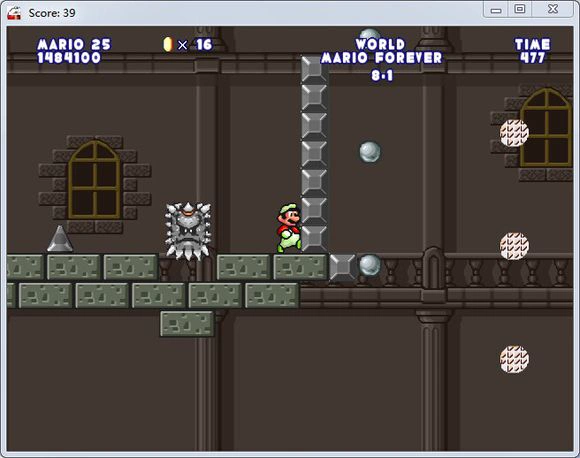 Score: 39
MARIO 25
× 16
WORLD
TIME
1484100
MARIO FOREVER
477
8-1